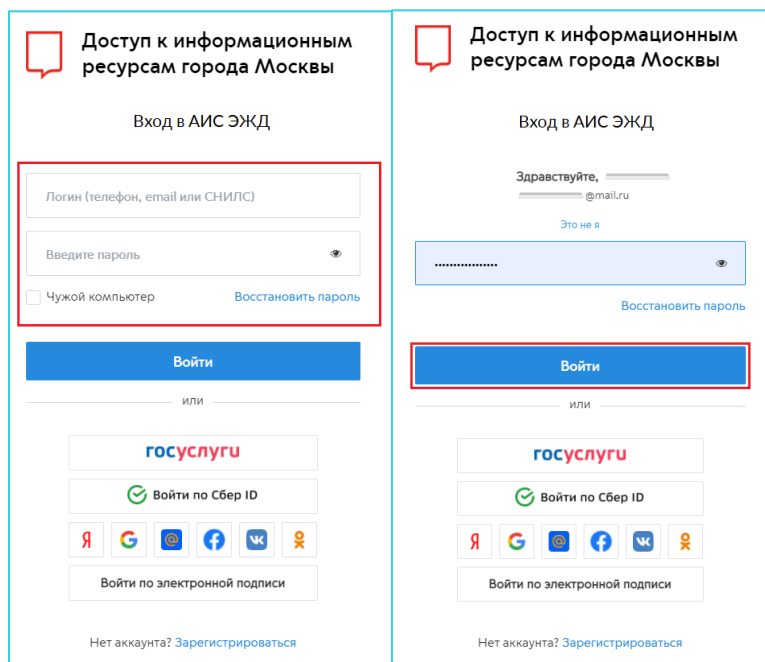 Доступ к информационным
ресурсам города Москвы
Вход в АИС ЭЖД
Логин (телефон, email или СНИЛС)
Введите пароль
Чужой компьютер
Восстановить пароль
Войти
или
госуслуги
Войти по Сбер ID
Войти по электронной подписи
Нет аккаунта? Зарегистрироваться
Доступ к информационным
ресурсам города Москвы
Вход в АИС ЭЖД
Здравствуйте,
@mail.ru
Это не я
Восстановить пароль
Войти
или
госуслуги
Войти по Сбер ID
Войти по электронной подписи
Нет аккаунта? Зарегистрироваться